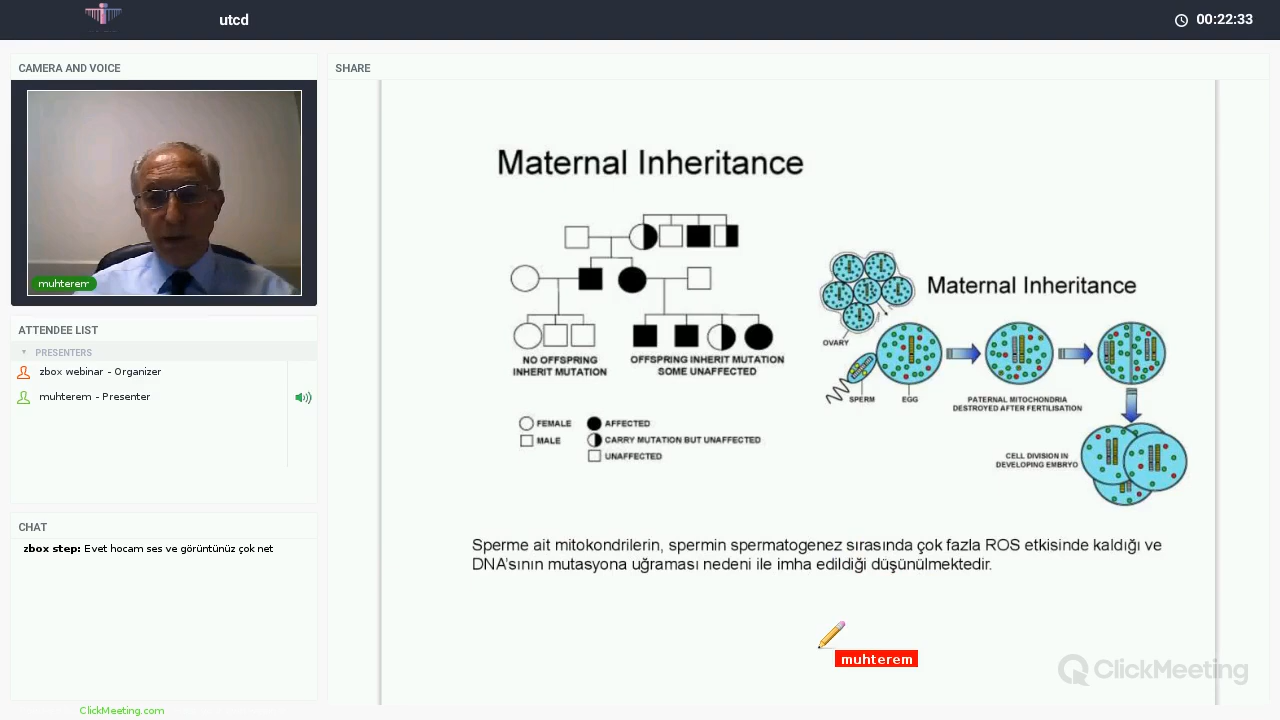 utcd
00:22:33
CAMERA AND VOICE
muhterem
ATTENDEE LIST
PRESENTERS
zbox webinar - Organizer
muhterem - Presenter
CHAT
zbox step: Evet hocam ses ve görüntünüz çok net
ClickMeeting.com
SHARE
Maternal Inheritance
NO OFFSPRING
INHERIT MUTATION
OFFSPRING INHERIT MUTATION
SOME UNAFFECTED
FEMALE
AFFECTED
MALE
CARRY MUTATION BUT UNAFFECTED
UNAFFECTED
Maternal Inheritance
OVARY
SPERM
EGG
PATERNAL MITOCHONDRIA
DESTROYED AFTER FERTILISATION
CELL DIVISION IN
DEVELOPING EMBRYO
Sperme ait mitokondrilerin, spermin spermatogenez sırasında çok fazla ROS etkisinde kaldığı ve
DNA'sının mutasyona uğraması nedeni ile imha edildiği düşünülmektedir.
muhterem
ClickMeeting